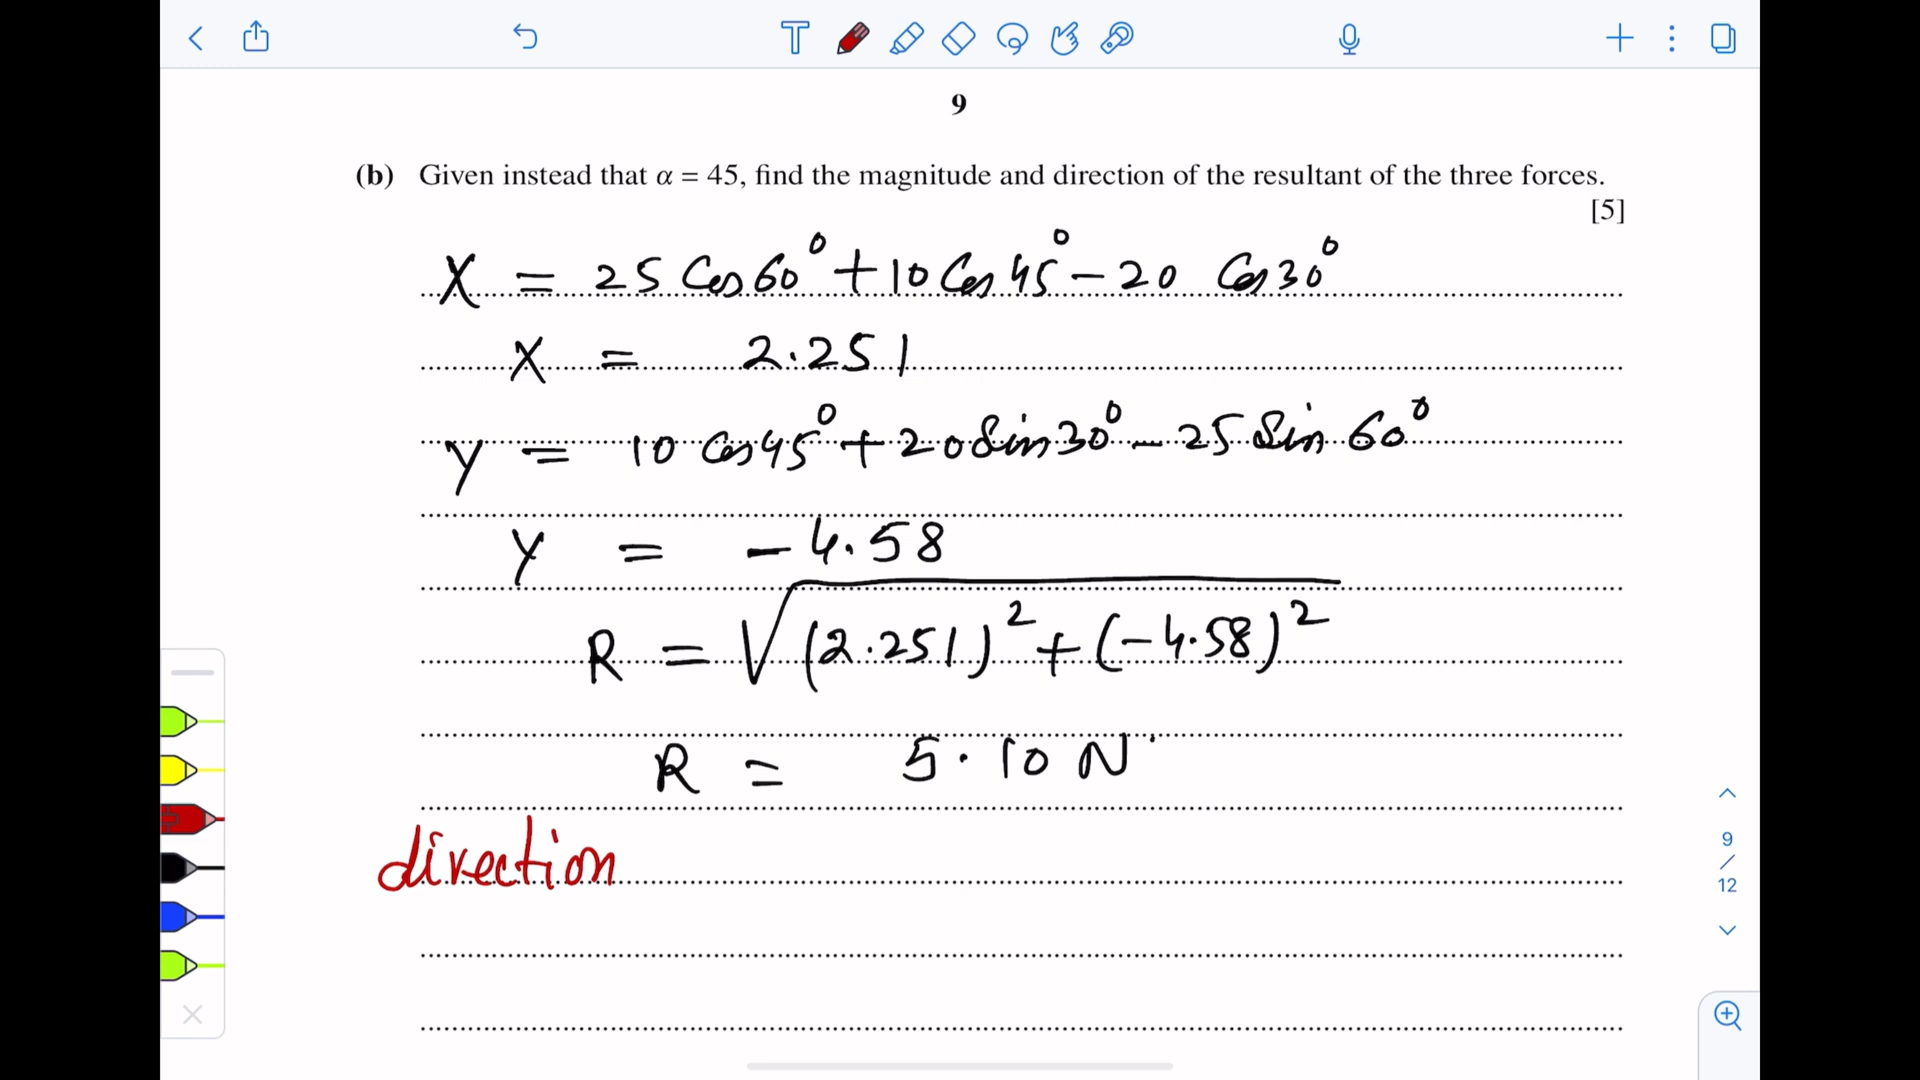 9
(b) Given instead that α = 45, find the magnitude and direction of the resultant of the three forces.
[5]
X = 25 Cos 60° + 10 Cos 45° - 20 Cos 30°
X = 2.251
Y = 10 Cos 45° + 20 Sin 30° - 25 Sin 60°
Y = -4.58
R = √(2.251)² + (-4.58)²
R = 5.10 N
direction
9
/
12